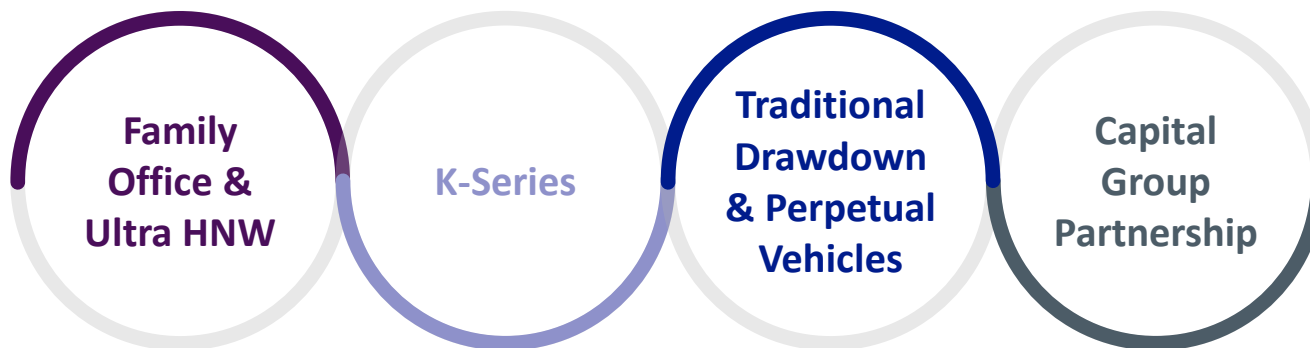 Family
Office &
Ultra HNW
K-Series
Traditional
Drawdown
& Perpetual
Vehicles
Capital
Group
Partnership